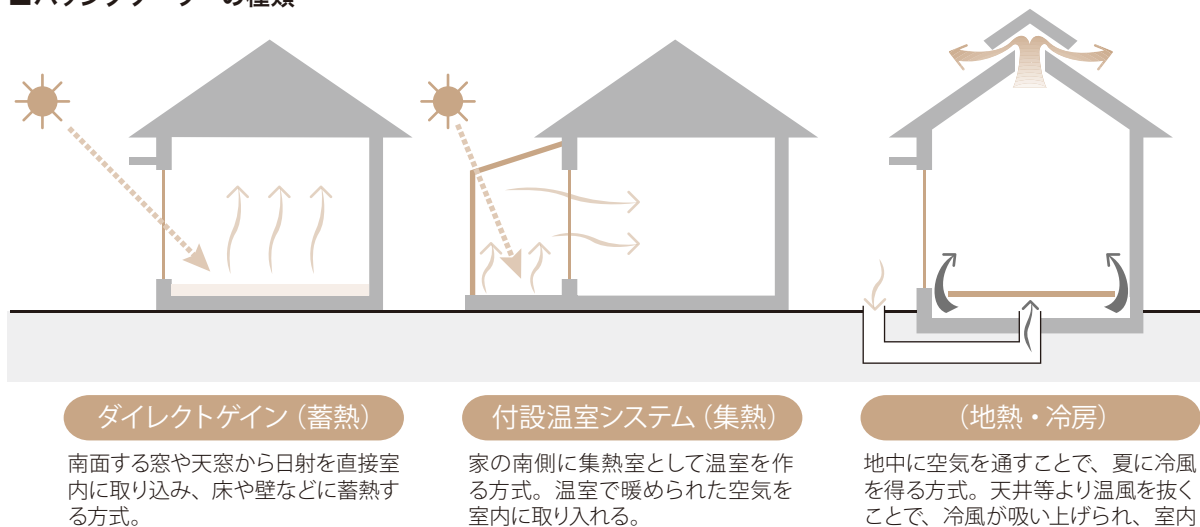 の種類
ダイレクトゲイン（蓄熱）
南面する窓や天窓から日射を直接室
内に取り込み、床や壁などに蓄熱す
る方式。
付設温室システム（集熱）
家の南側に集熱室として温室を作
る方式。温室で暖められた空気を
室内に取り入れる。
（地熱・冷房）
地中に空気を通すことで、夏に冷風
を得る方式。天井等より温風を抜く
ことで、冷風が吸い上げられ、室内